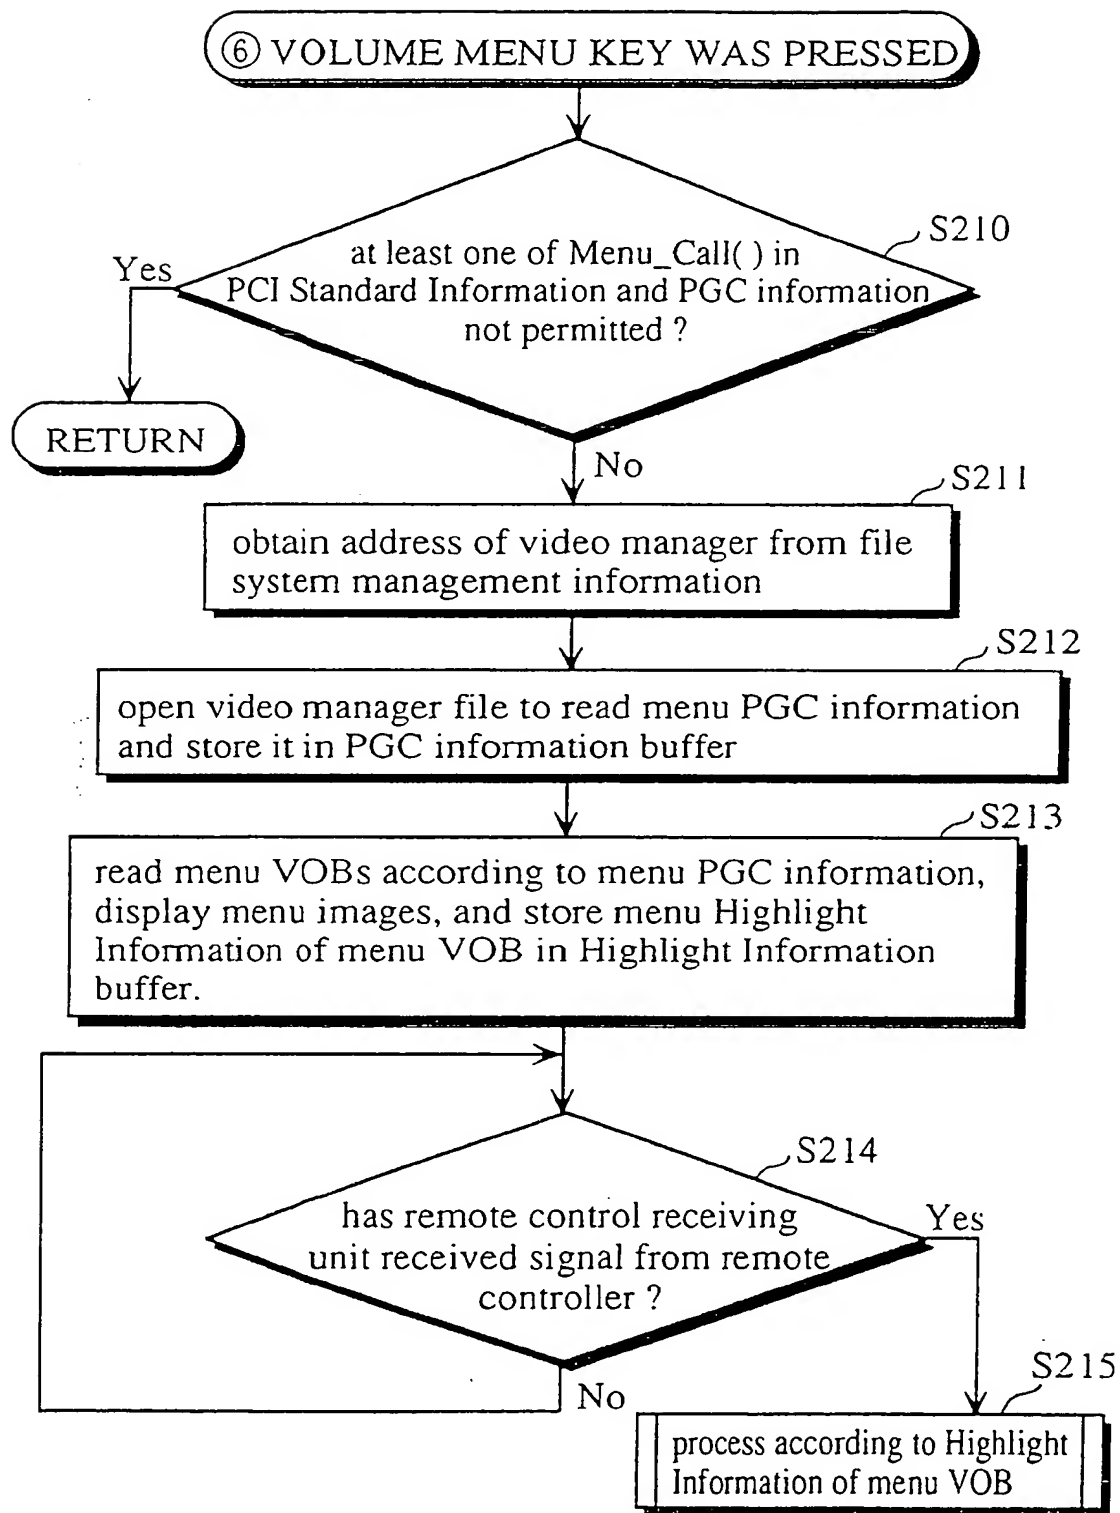 ⑥ VOLUME MENU KEY WAS PRESSED
S210
at least one of Menu_Call( ) in
PCI Standard Information and PGC information
not permitted ?
Yes
RETURN
No
S211
obtain address of video manager from file
system management information
S212
open video manager file to read menu PGC information
and store it in PGC information buffer
S213
read menu VOBs according to menu PGC information,
display menu images, and store menu Highlight
Information of menu VOB in Highlight Information
buffer.
S214
has remote control receiving
unit received signal from remote
controller ?
Yes
No
S215
process according to Highlight
Information of menu VOB